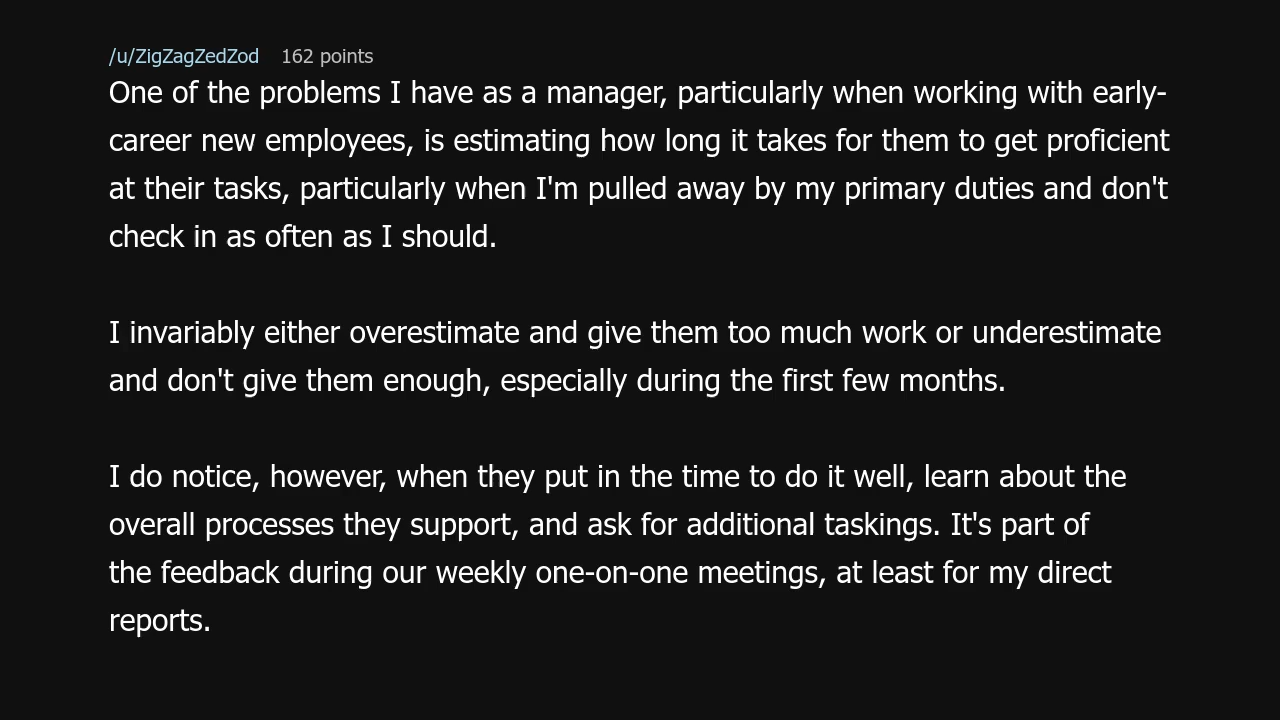 /u/ZigZagZedZod 162 points
One of the problems I have as a manager, particularly when working with early-
career new employees, is estimating how long it takes for them to get proficient
at their tasks, particularly when I'm pulled away by my primary duties and don't
check in as often as I should.
I invariably either overestimate and give them too much work or underestimate
and don't give them enough, especially during the first few months.
I do notice, however, when they put in the time to do it well, learn about the
overall processes they support, and ask for additional taskings. It's part of
the feedback during our weekly one-on-one meetings, at least for my direct
reports.